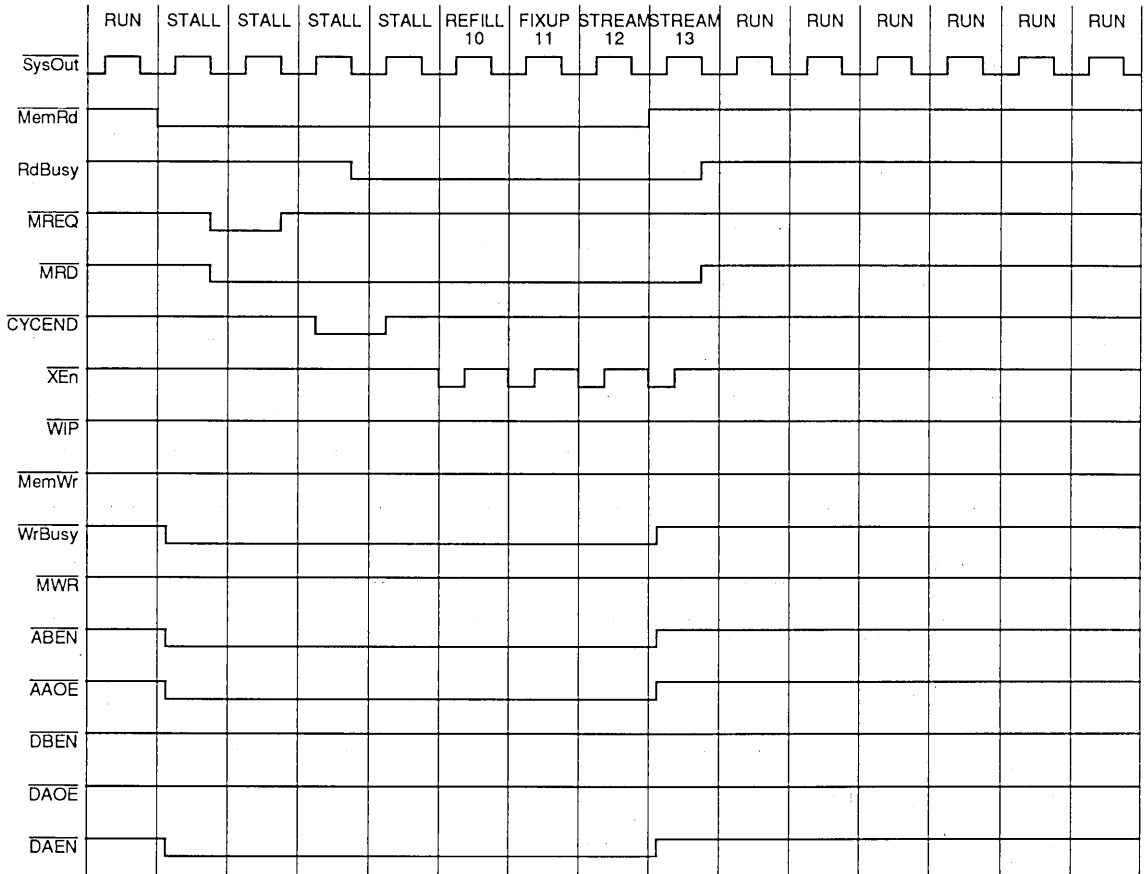 RUN STALL STALL STALL STALL REFILL FIXUP STREAM STREAM RUN RUN RUN RUN RUN RUN
10 11 12 13
SysOut
MemRd
RdBusy
MREQ
MRD
CYCEND
XEn
WIP
MemWr
WrBusy
MWR
ABEN
AAOE
DBEN
DAOE
DAEN